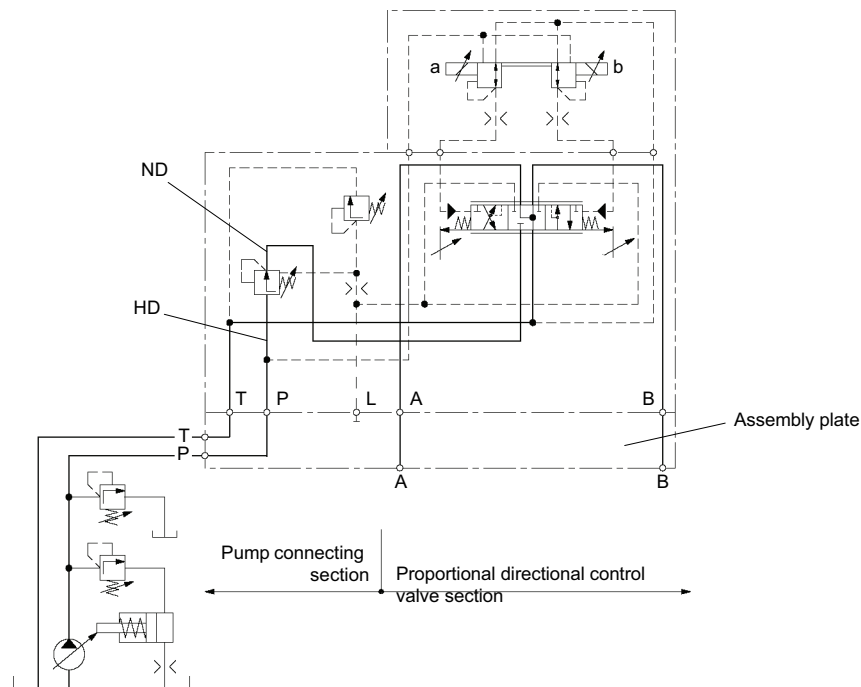 a
b
ND
HD
T
P
L
A
B
T
P
Assembly plate
A
B
Pump connecting
section
Proportional directional control
valve section